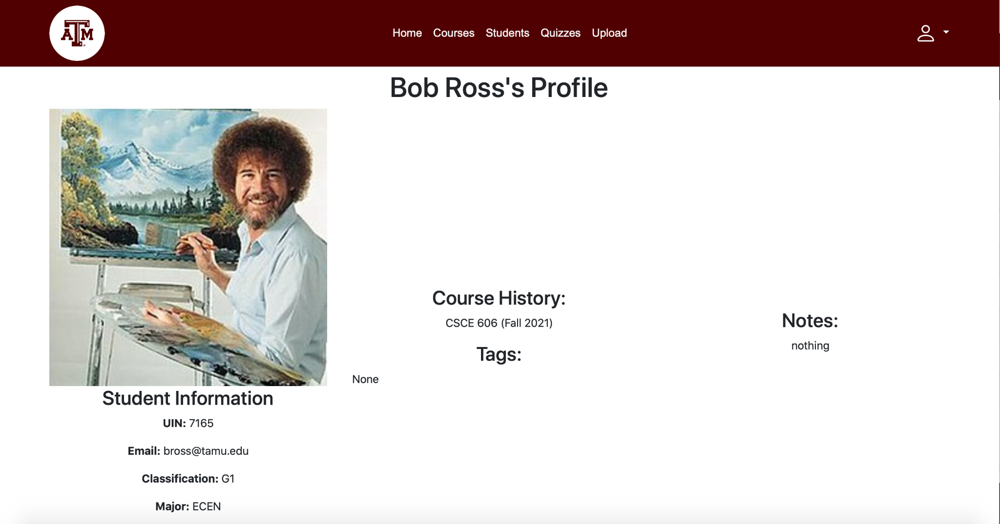 ATM
Home Courses Students Quizzes Upload
Bob Ross's Profile
Student Information
UIN: 7165
Email: bross@tamu.edu
Classification: G1
Major: ECEN
Course History:
CSCE 606 (Fall 2021)
Tags:
None
Notes:
nothing